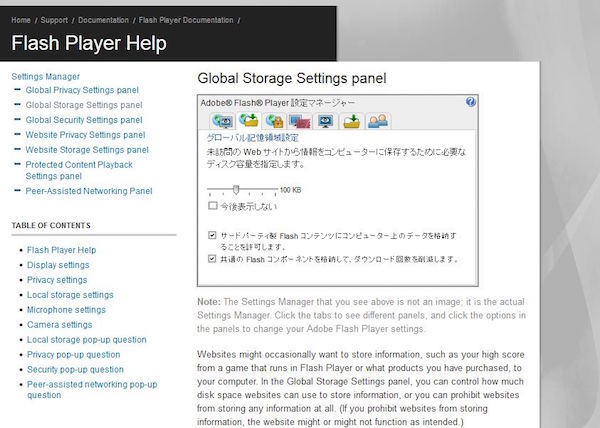 Home / Support / Documentation / Flash Player Documentation /
Flash Player Help
Settings Manager
Global Privacy Settings panel
Global Storage Settings panel
Global Security Settings panel
Website Privacy Settings panel
Website Storage Settings panel
Protected Content Playback
Settings panel
Peer-Assisted Networking Panel
TABLE OF CONTENTS
Flash Player Help
Display settings
Privacy settings
Local storage settings
Microphone settings
Camera settings
Local storage pop-up question
Privacy pop-up question
Security pop-up question
Peer-assisted networking pop-up
question
Global Storage Settings panel
Adobe® Flash® Player 設定マネージャー
グローバル記憶領域設定
未訪問の Web サイトから情報をコンピューターに保存するために必要な
ディスク容量を指定します。
100 KB
今後表示しない
サードパーティ製 Flash コンテンツにコンピューター上のデータを格納す
ることを許可します。
共通の Flash コンポーネントを格納して、ダウンロード回数を削減します。
Note: The Settings Manager that you see above is not an image; it is the actual
Settings Manager. Click the tabs to see different panels, and click the options in
the panels to change your Adobe Flash Player settings.
Websites might occasionally want to store information, such as your high score
from a game that runs in Flash Player or what products you have purchased, to
your computer. In the Global Storage Settings panel, you can control how much
disk space websites can use to store information, or you can prohibit websites
from storing any information at all. (If you prohibit websites from storing
information, the website might or might not function as intended.)